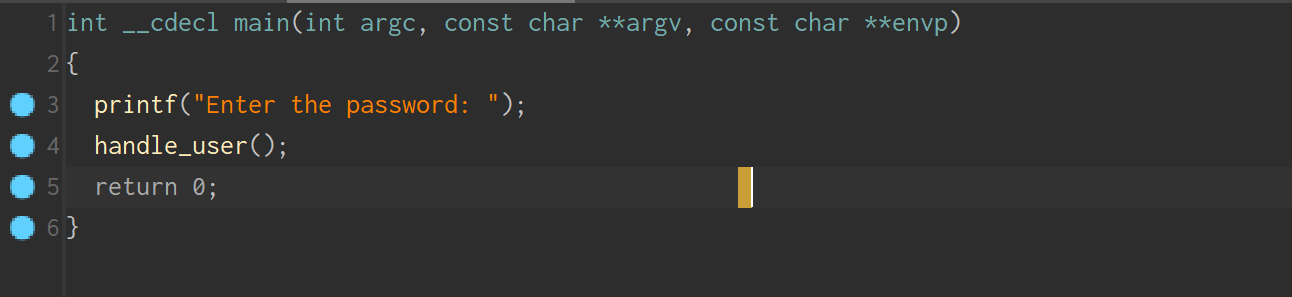 1 int __cdecl main(int argc, const char **argv, const char **envp)
2 {
3   printf("Enter the password: ");
4   handle_user();
5   return 0;
6 }